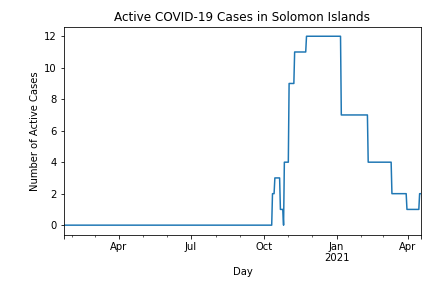 Active COVID-19 Cases in Solomon Islands
12
10
8
6
4
2
0
Number of Active Cases
Apr
Jul
Oct
Jan
2021
Apr
Day